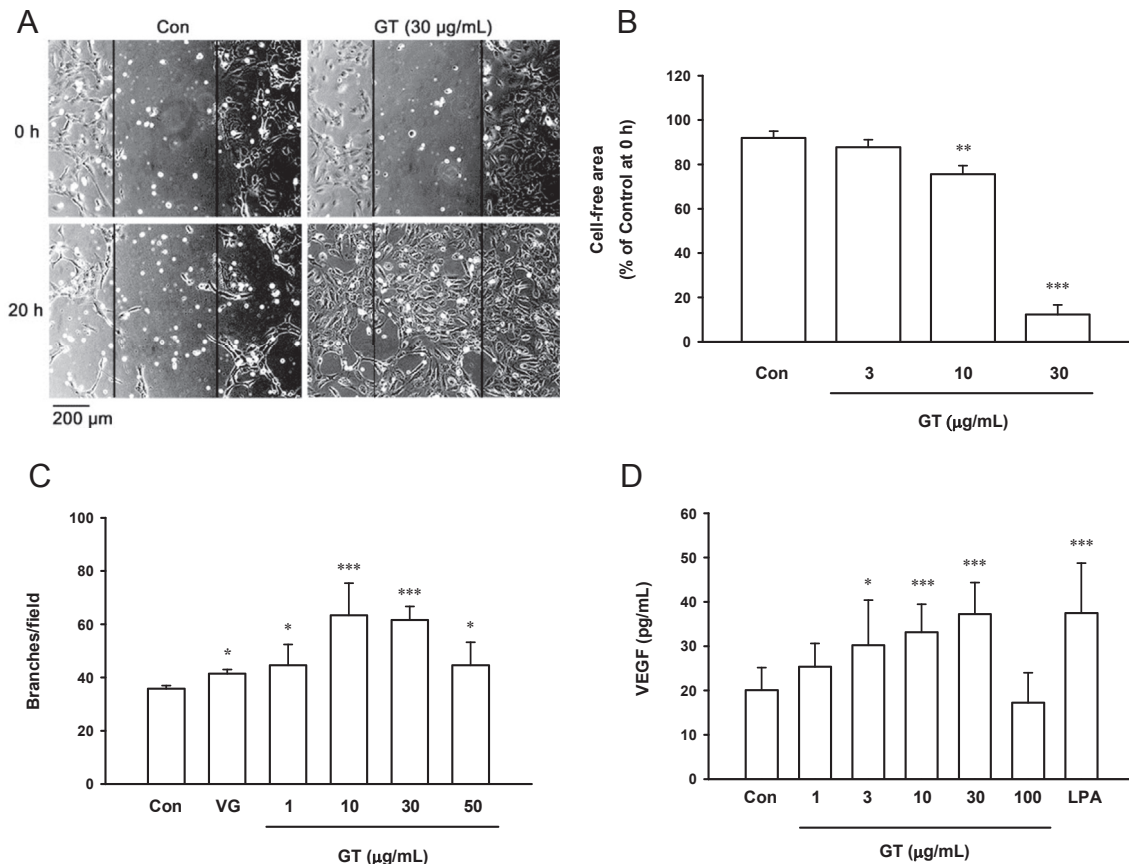 A
Con
GT (30 µg/mL)
0 h
20 h
200 µm
B
Cell-free area
(% of Control at 0 h)
120
100
80
60
40
20
0
**
***
Con
3
10
30
GT (µg/mL)
C
Branches/field
100
80
60
40
20
0
*
*
***
***
*
Con
VG
1
10
30
50
GT (µg/mL)
D
VEGF (pg/mL)
60
50
40
30
20
10
0
*
***
***
***
Con
1
3
10
30
100
LPA
GT (µg/mL)